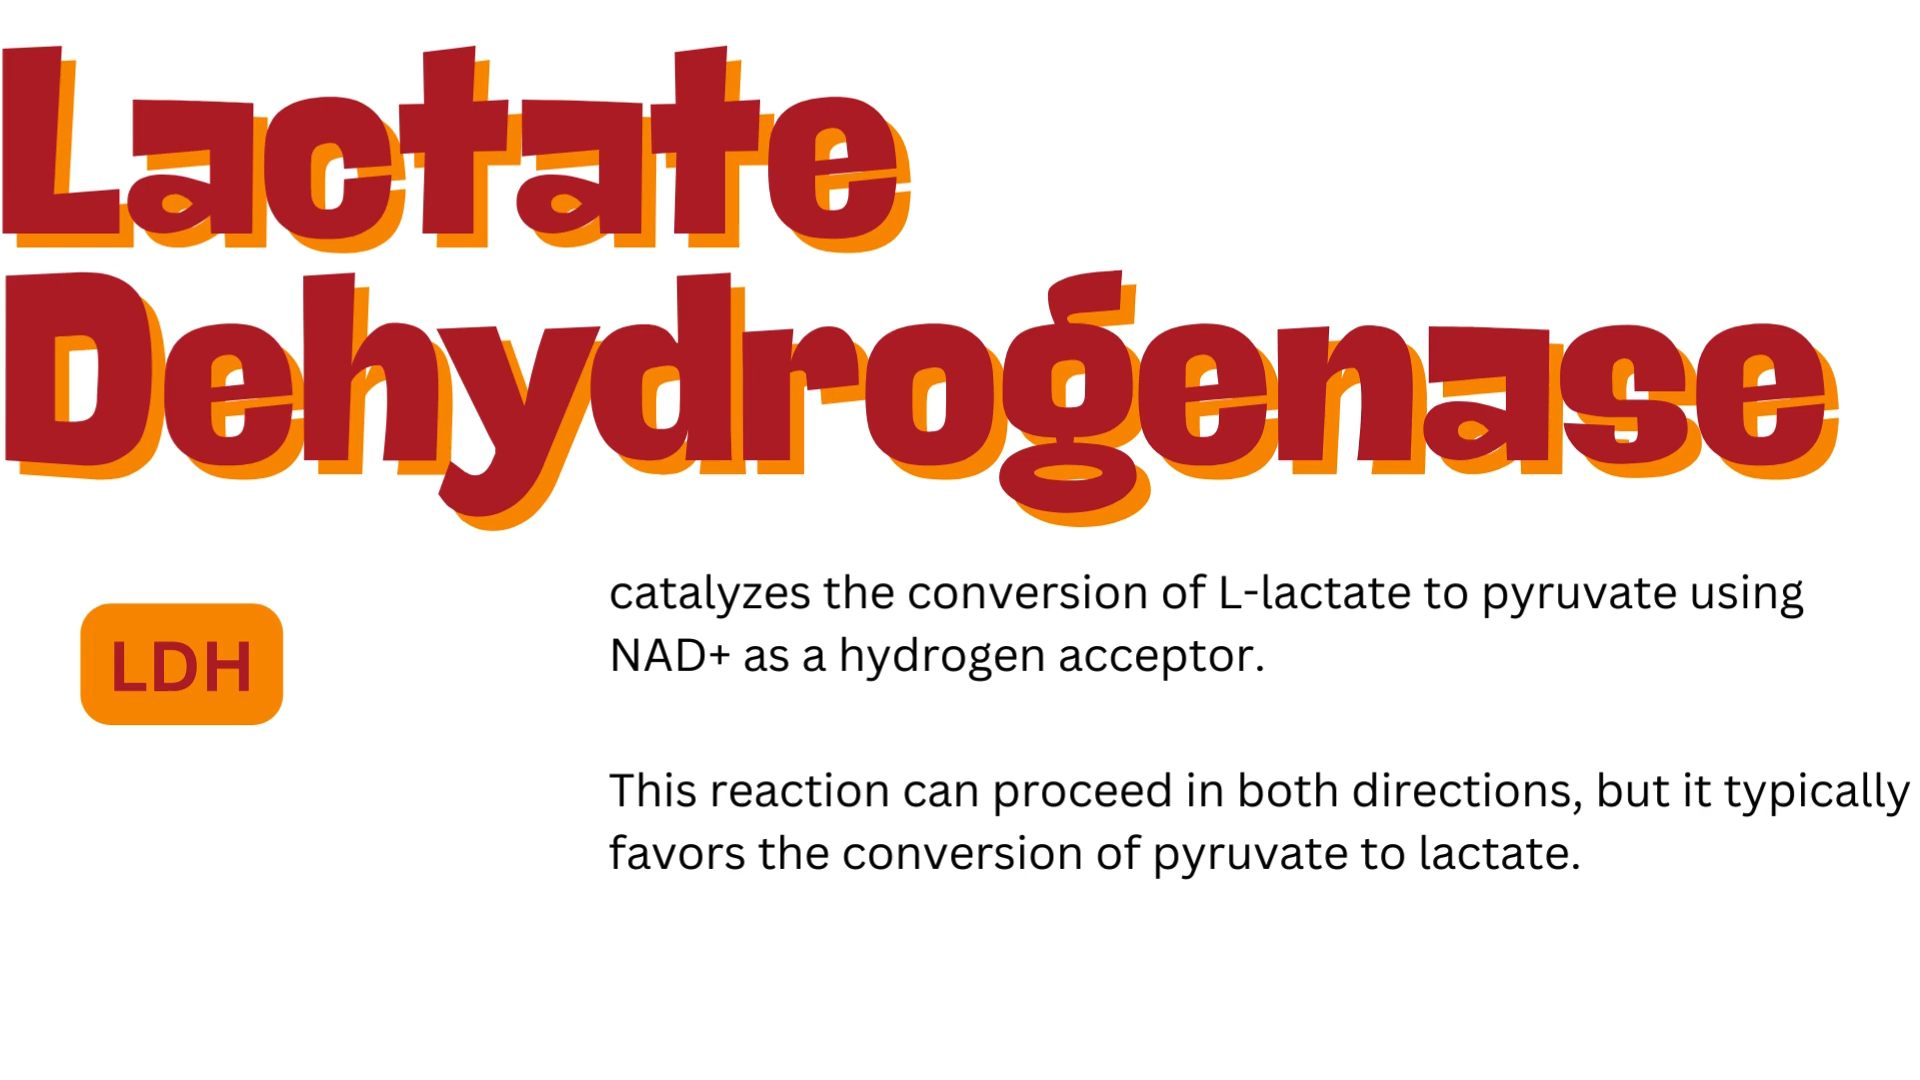 Lactate
Dehydrogenase
LDH
catalyzes the conversion of L-lactate to pyruvate using
NAD+ as a hydrogen acceptor.
This reaction can proceed in both directions, but it typically
favors the conversion of pyruvate to lactate.